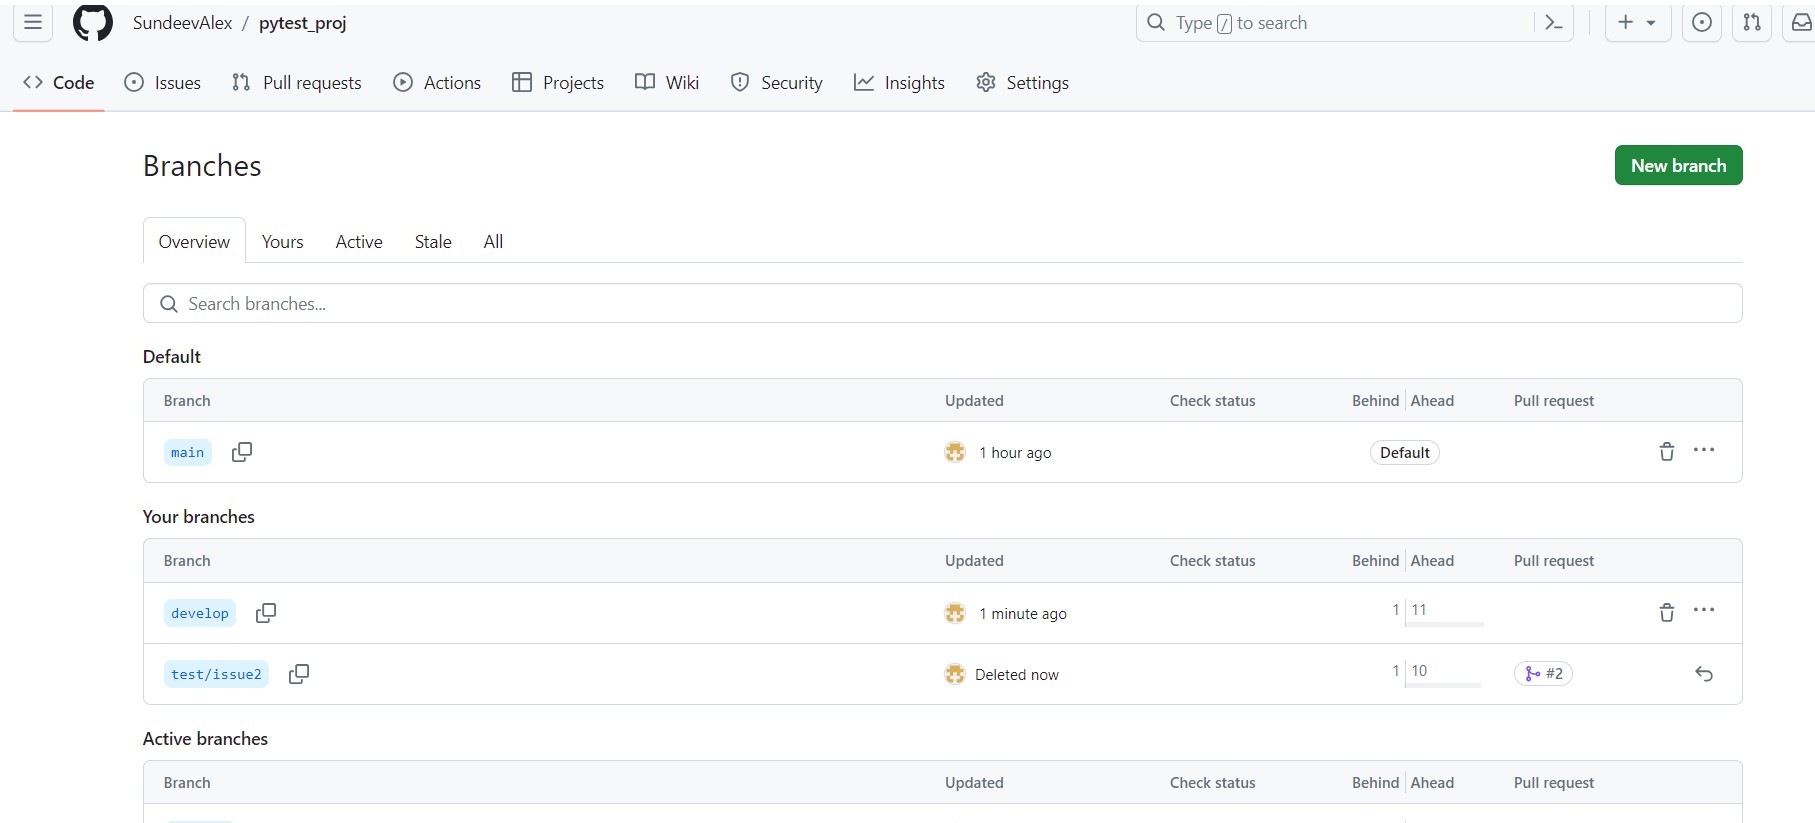 SundeevAlex / pytest_proj
Type / to search
Code Issues Pull requests Actions Projects Wiki Security Insights Settings
Branches
New branch
Overview Yours Active Stale All
Search branches...
Default
Branch Updated Check status Behind Ahead Pull request
main 1 hour ago Default
Your branches
Branch Updated Check status Behind Ahead Pull request
develop 1 minute ago 1 11
test/issue2 Deleted now 1 10 #2
Active branches
Branch Updated Check status Behind Ahead Pull request